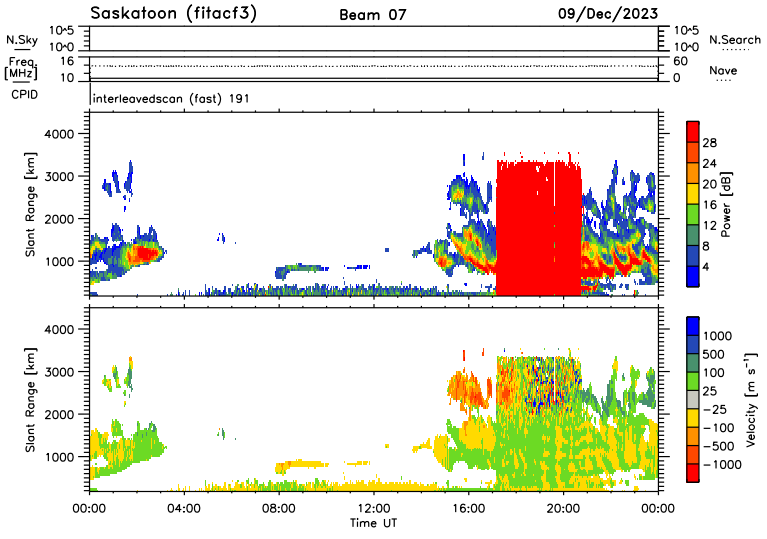 Saskatoon (fitacf3) Beam 07 09/Dec/2023
10^5
10^0
N.Sky
10^5
10^0
N.Search
Freq.
[MHz]
16
10
60
0
Nave
CPID
interleavedscan (fast) 191
4000
3000
2000
1000
Slant Range [km]
28
24
20
16
12
8
4
Power [dB]
4000
3000
2000
1000
Slant Range [km]
1000
500
100
25
-25
-100
-500
-1000
Velocity [m s⁻¹]
00:00 04:00 08:00 12:00 16:00 20:00 00:00
Time UT